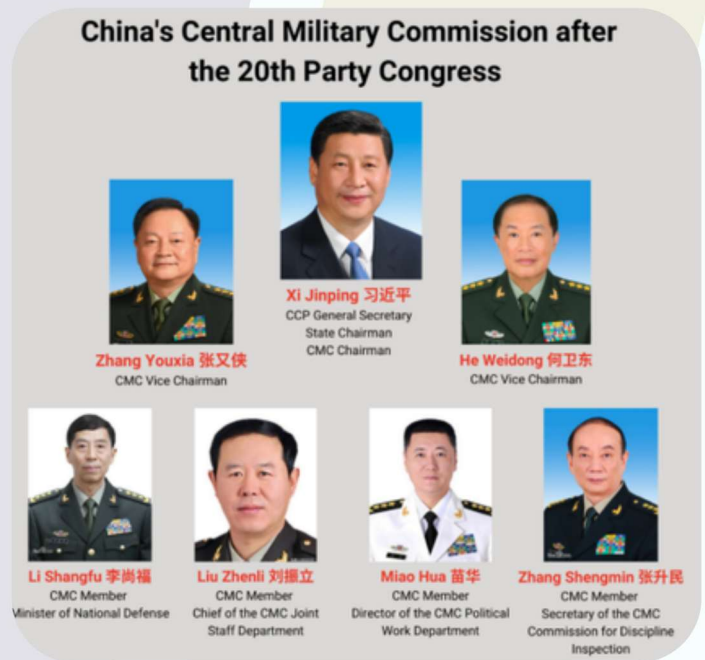 China's Central Military Commission after
the 20th Party Congress
Xi Jinping 习近平
CCP General Secretary
State Chairman
CMC Chairman
Zhang Youxia 张又侠
CMC Vice Chairman
He Weidong 何卫东
CMC Vice Chairman
Li Shangfu 李尚福
CMC Member
Minister of National Defense
Liu Zhenli 刘振立
CMC Member
Chief of the CMC Joint
Staff Department
Miao Hua 苗华
CMC Member
Director of the CMC Political
Work Department
Zhang Shengmin 张升民
CMC Member
Secretary of the CMC
Commission for Discipline
Inspection